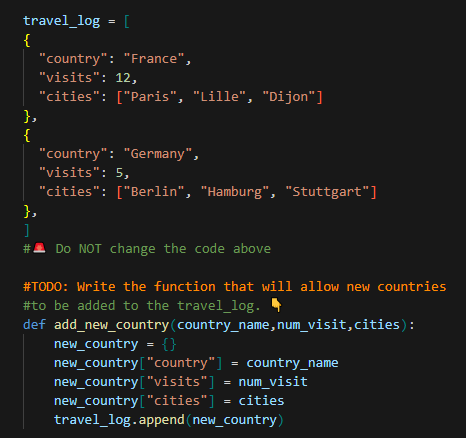 travel_log = [
{
  "country": "France",
  "visits": 12,
  "cities": ["Paris", "Lille", "Dijon"]
},
{
  "country": "Germany",
  "visits": 5,
  "cities": ["Berlin", "Hamburg", "Stuttgart"]
},
]
#🚨 Do NOT change the code above

#TODO: Write the function that will allow new countries
#to be added to the travel_log. 👇
def add_new_country(country_name,num_visit,cities):
    new_country = {}
    new_country["country"] = country_name
    new_country["visits"] = num_visit
    new_country["cities"] = cities
    travel_log.append(new_country)